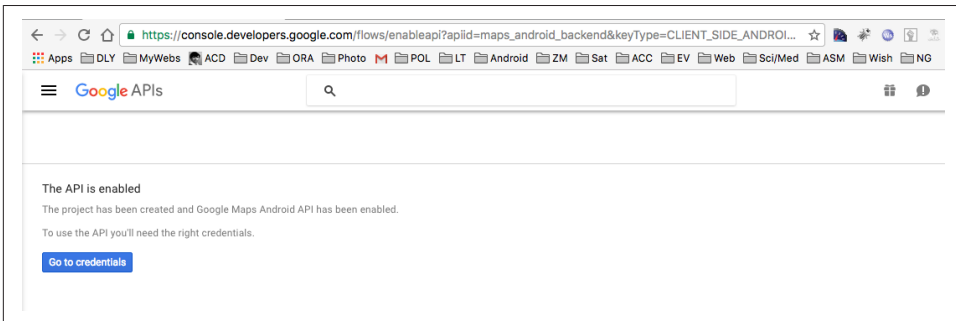 https://console.developers.google.com/flows/enableapi?apiid=maps_android_backend&keyType=CLIENT_SIDE_ANDROI...
Apps DLY MyWebs ACD Dev ORA Photo POL LT Android ZM Sat ACC EV Web Sci/Med ASM Wish NG
Google APIs
The API is enabled
The project has been created and Google Maps Android API has been enabled.
To use the API you'll need the right credentials.
Go to credentials